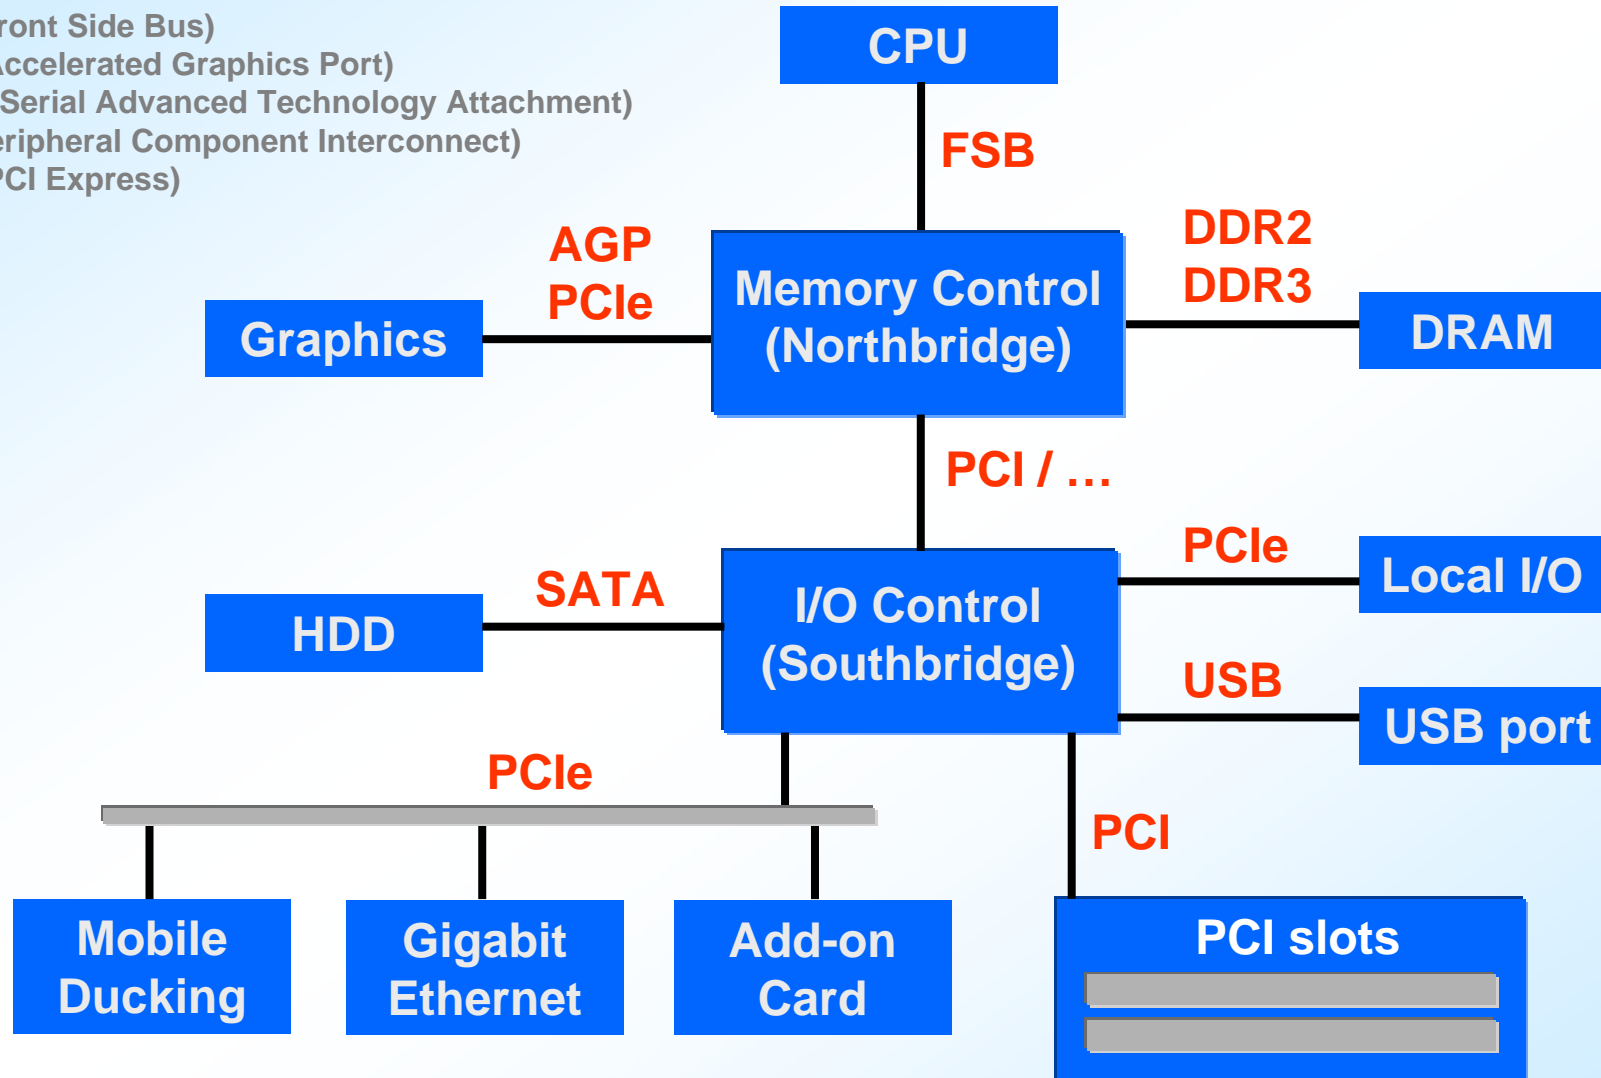 ront Side Bus)
Accelerated Graphics Port)
Serial Advanced Technology Attachment)
eripheral Component Interconnect)
PCI Express)
CPU
FSB
AGP
PCIe
DDR2
DDR3
Graphics
Memory Control
(Northbridge)
DRAM
PCI / …
SATA
PCIe
HDD
I/O Control
(Southbridge)
Local I/O
USB
USB port
PCIe
PCI
Mobile
Ducking
Gigabit
Ethernet
Add-on
Card
PCI slots